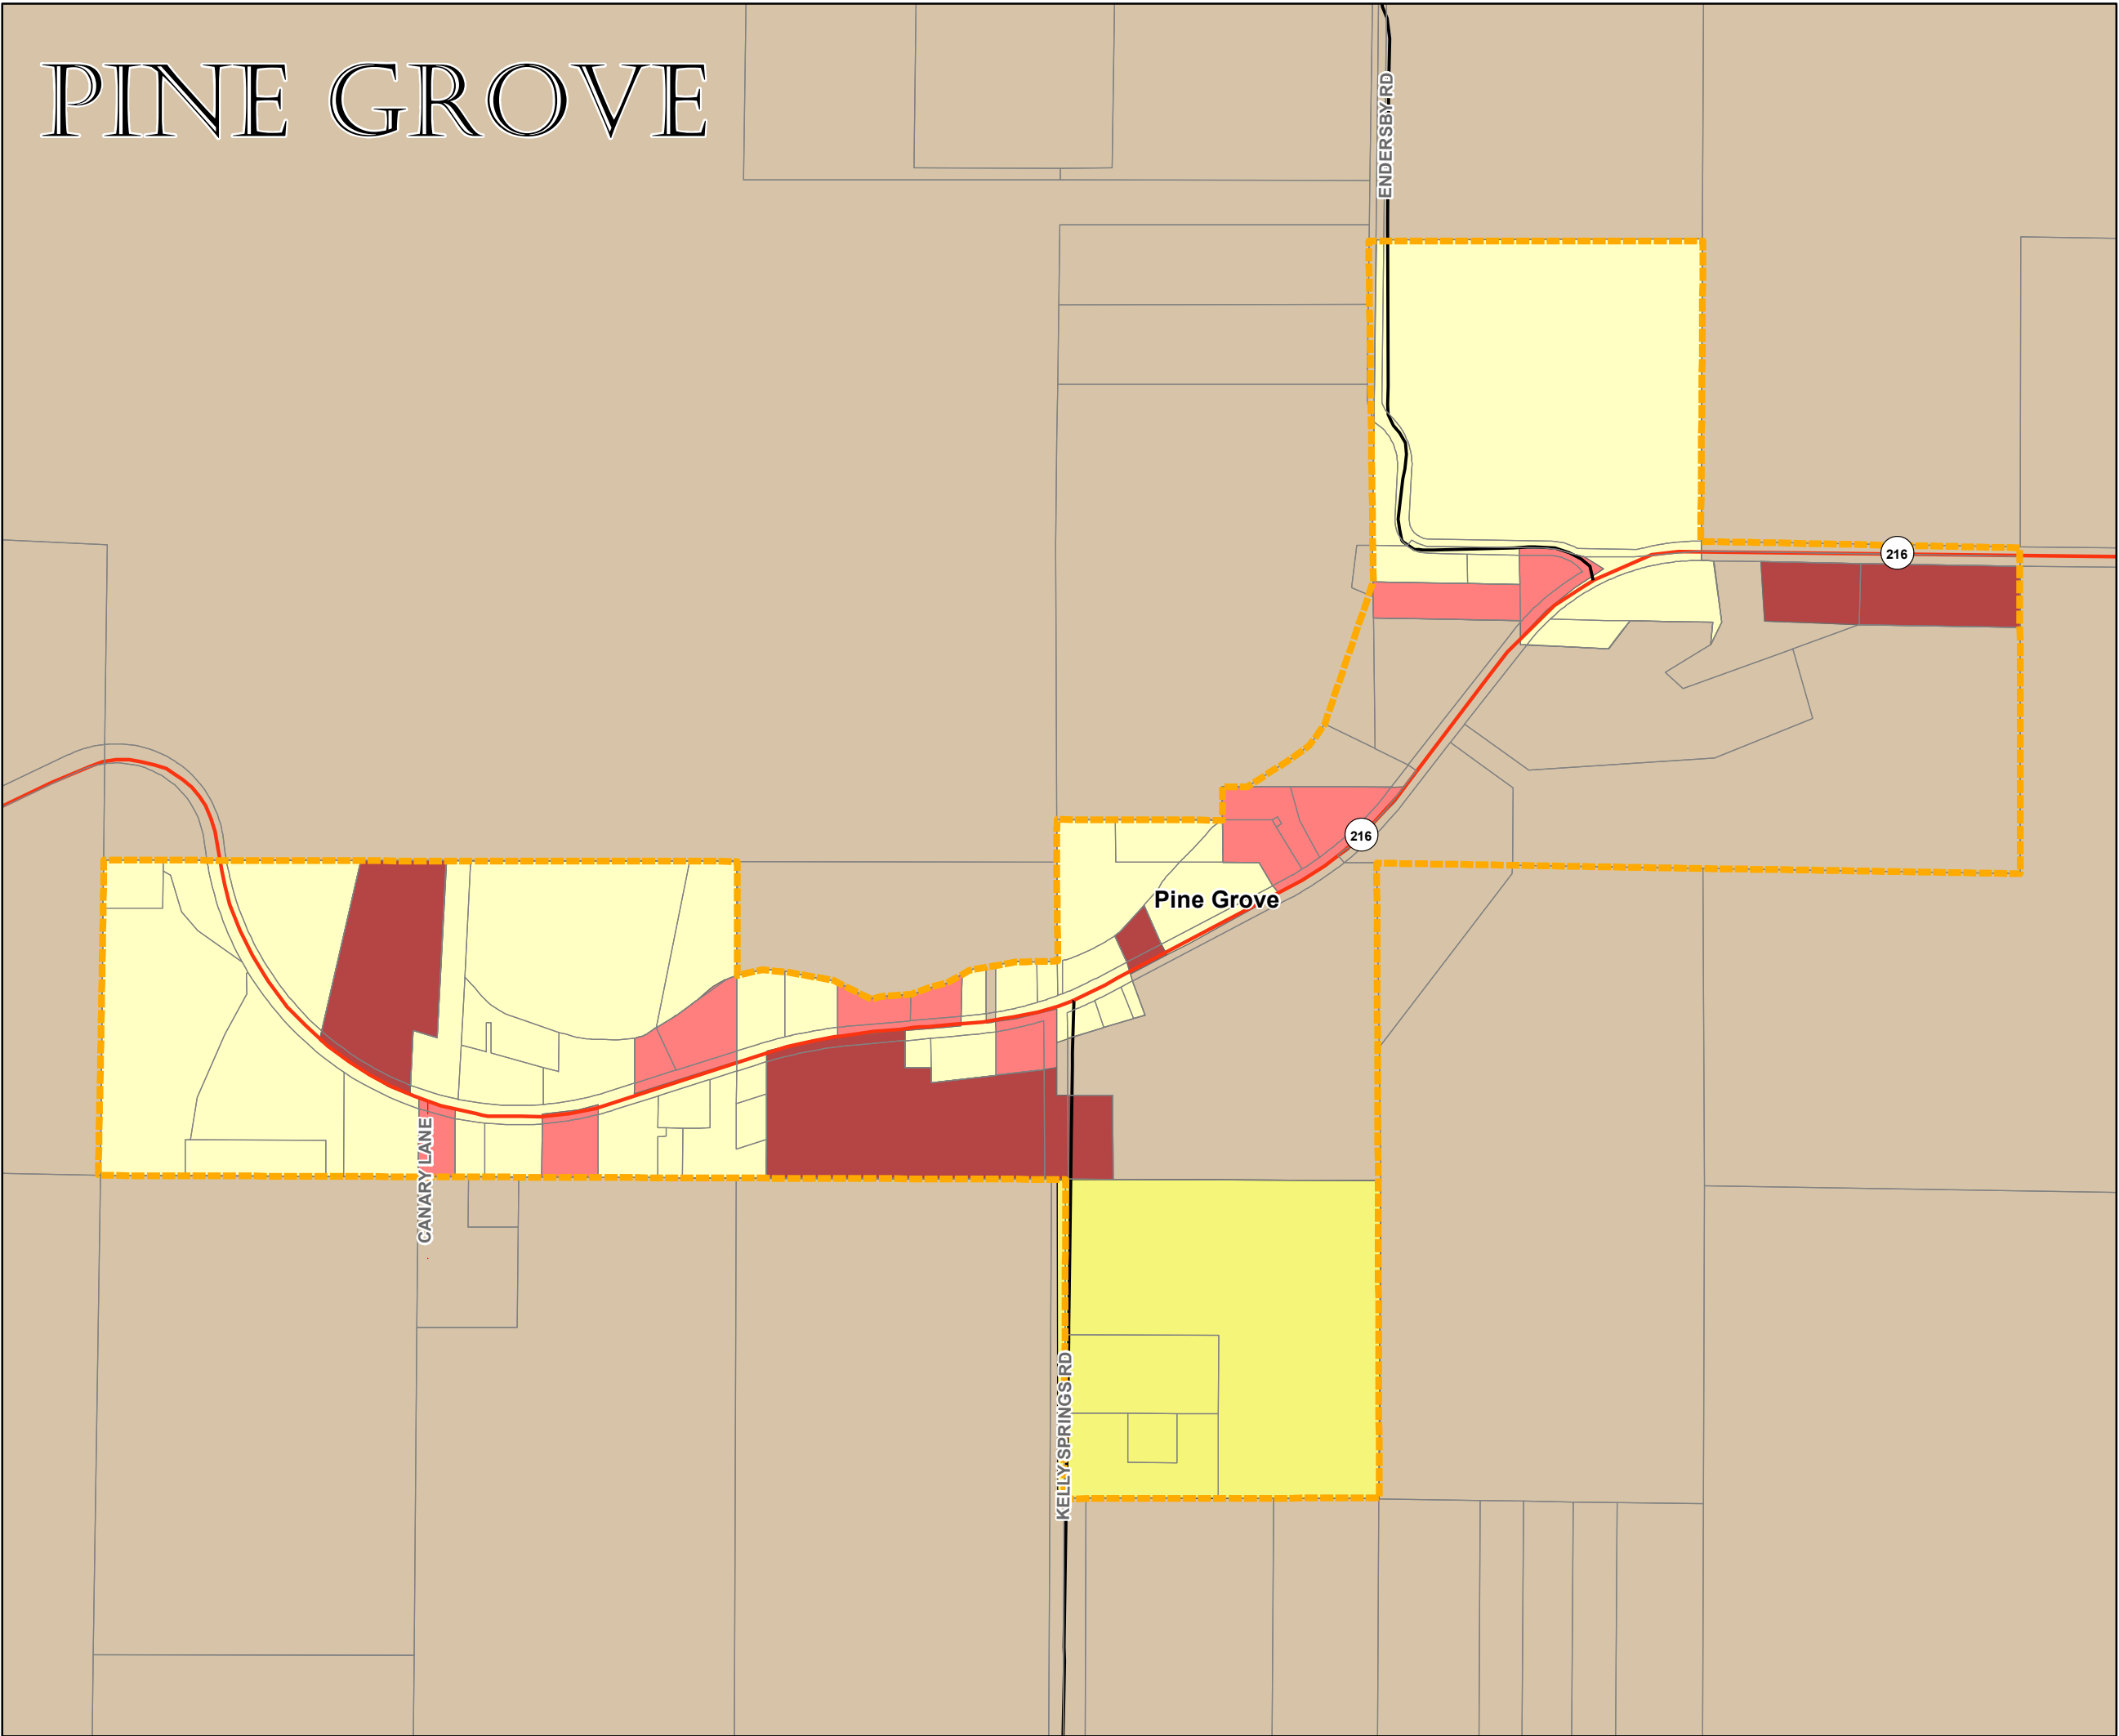 PINE GROVE
ENDERSBY RD
216
216
Pine Grove
CANARY LANE
KELLY SPRINGS RD